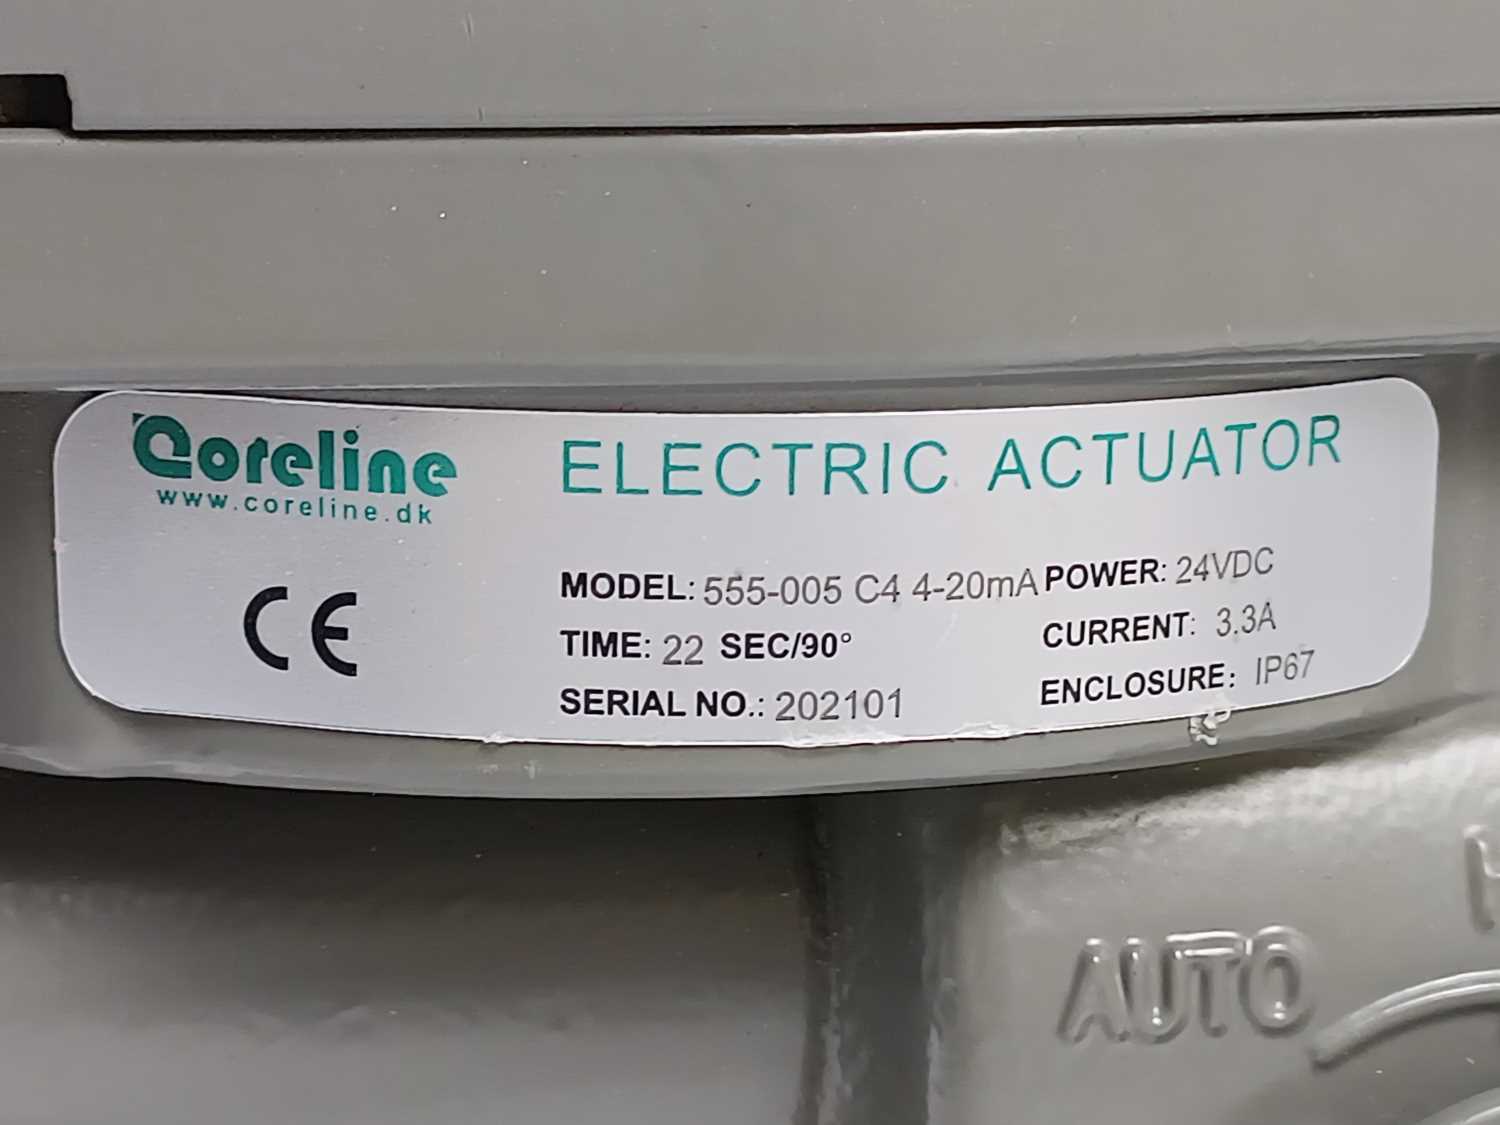 Coreline
www.coreline.dk
ELECTRIC ACTUATOR
CE
MODEL: 555-005 C4 4-20mA POWER: 24VDC
TIME: 22 SEC/90° CURRENT: 3.3A
SERIAL NO.: 202101 ENCLOSURE: IP67
AUTO